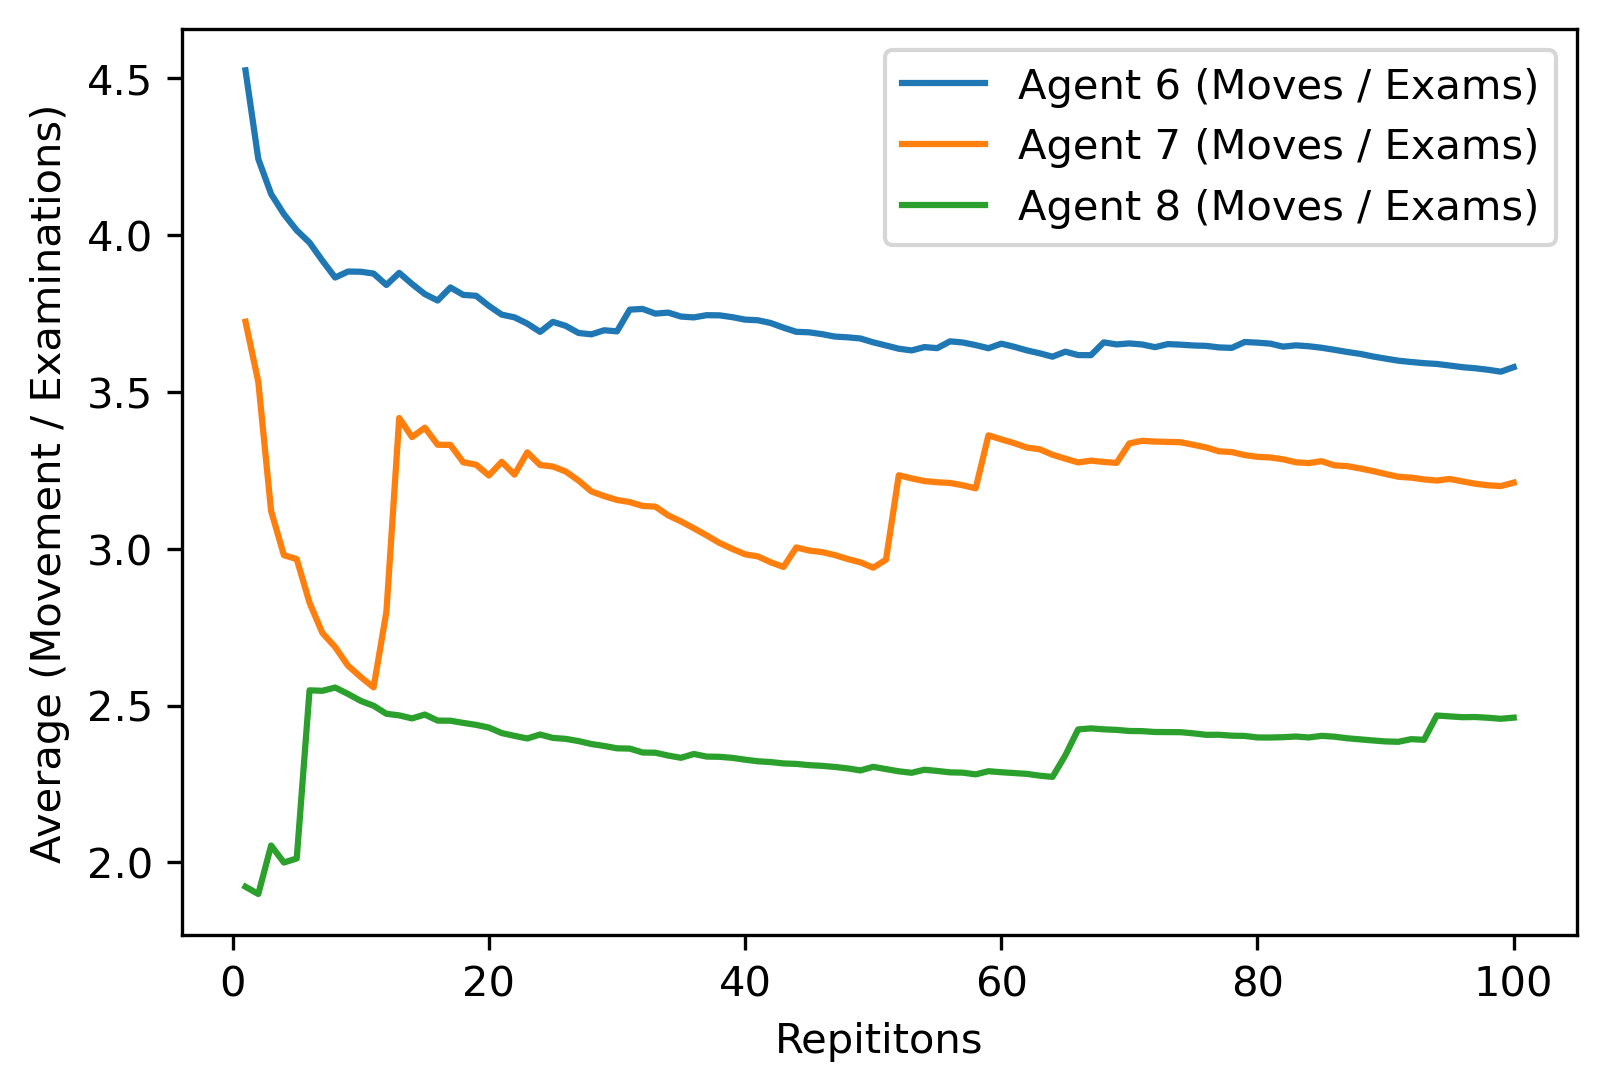 Agent 6 (Moves / Exams)
Agent 7 (Moves / Exams)
Agent 8 (Moves / Exams)
4.5
4.0
3.5
3.0
2.5
2.0
Average (Movement / Examinations)
0 20 40 60 80 100
Repititons